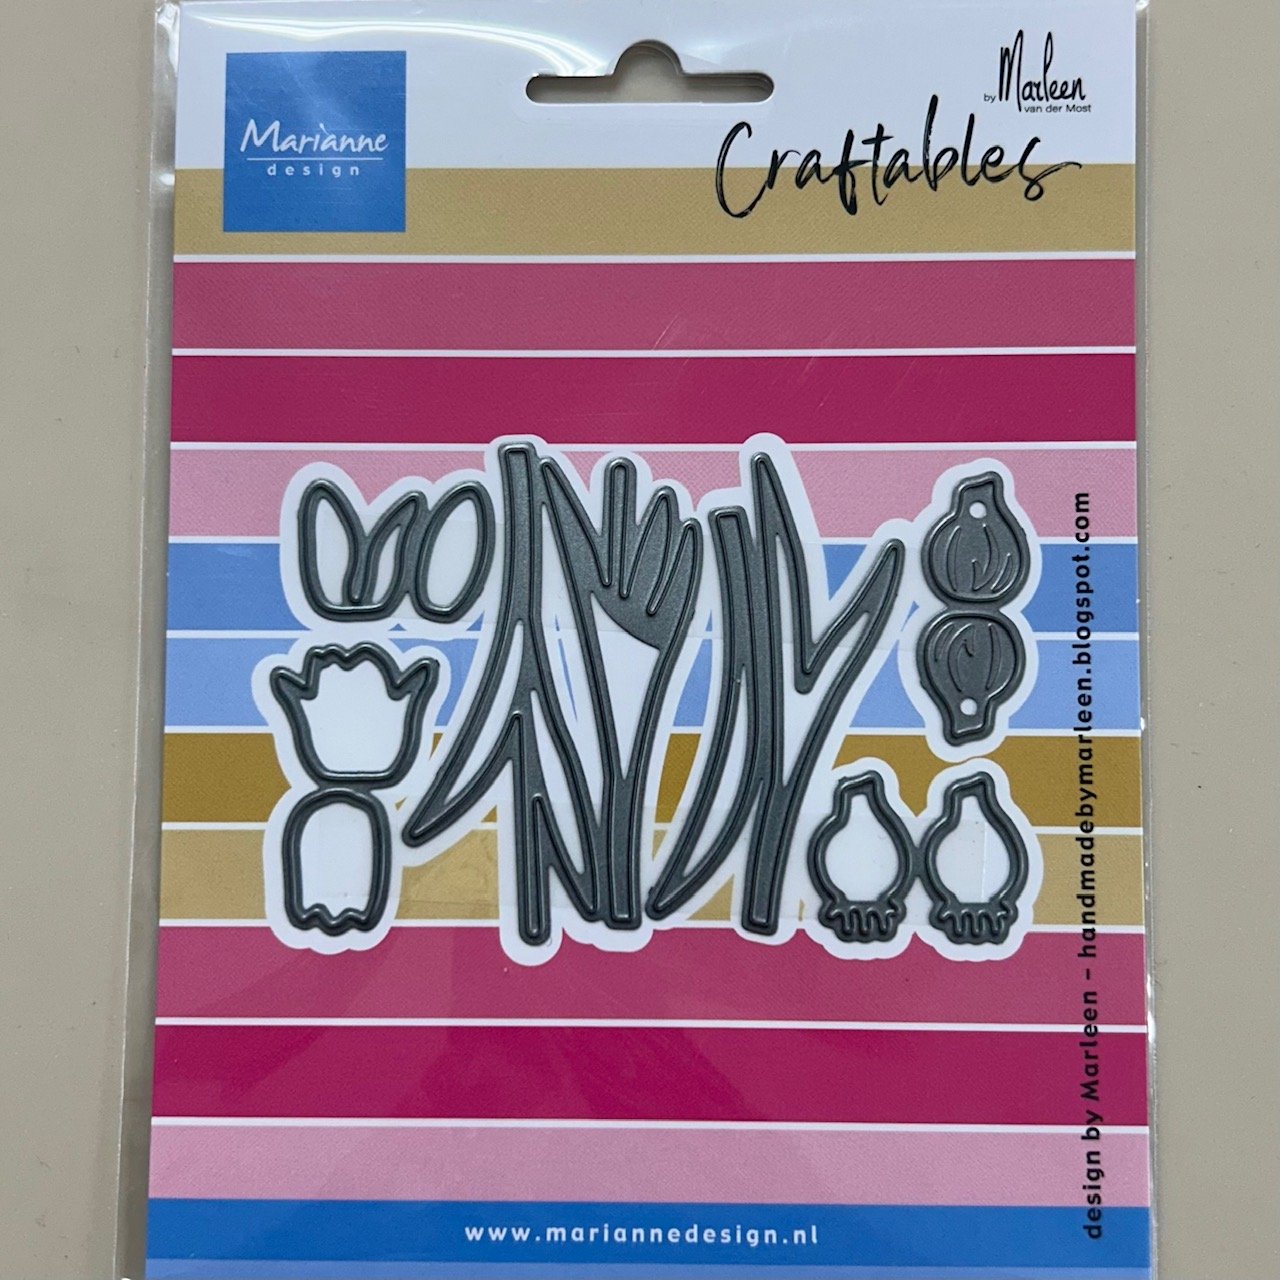 Marianne
design
by Marleen
van der Most
Craftables
design by Marleen – handmadebymarleen.blogspot.com
www.mariannedesign.nl